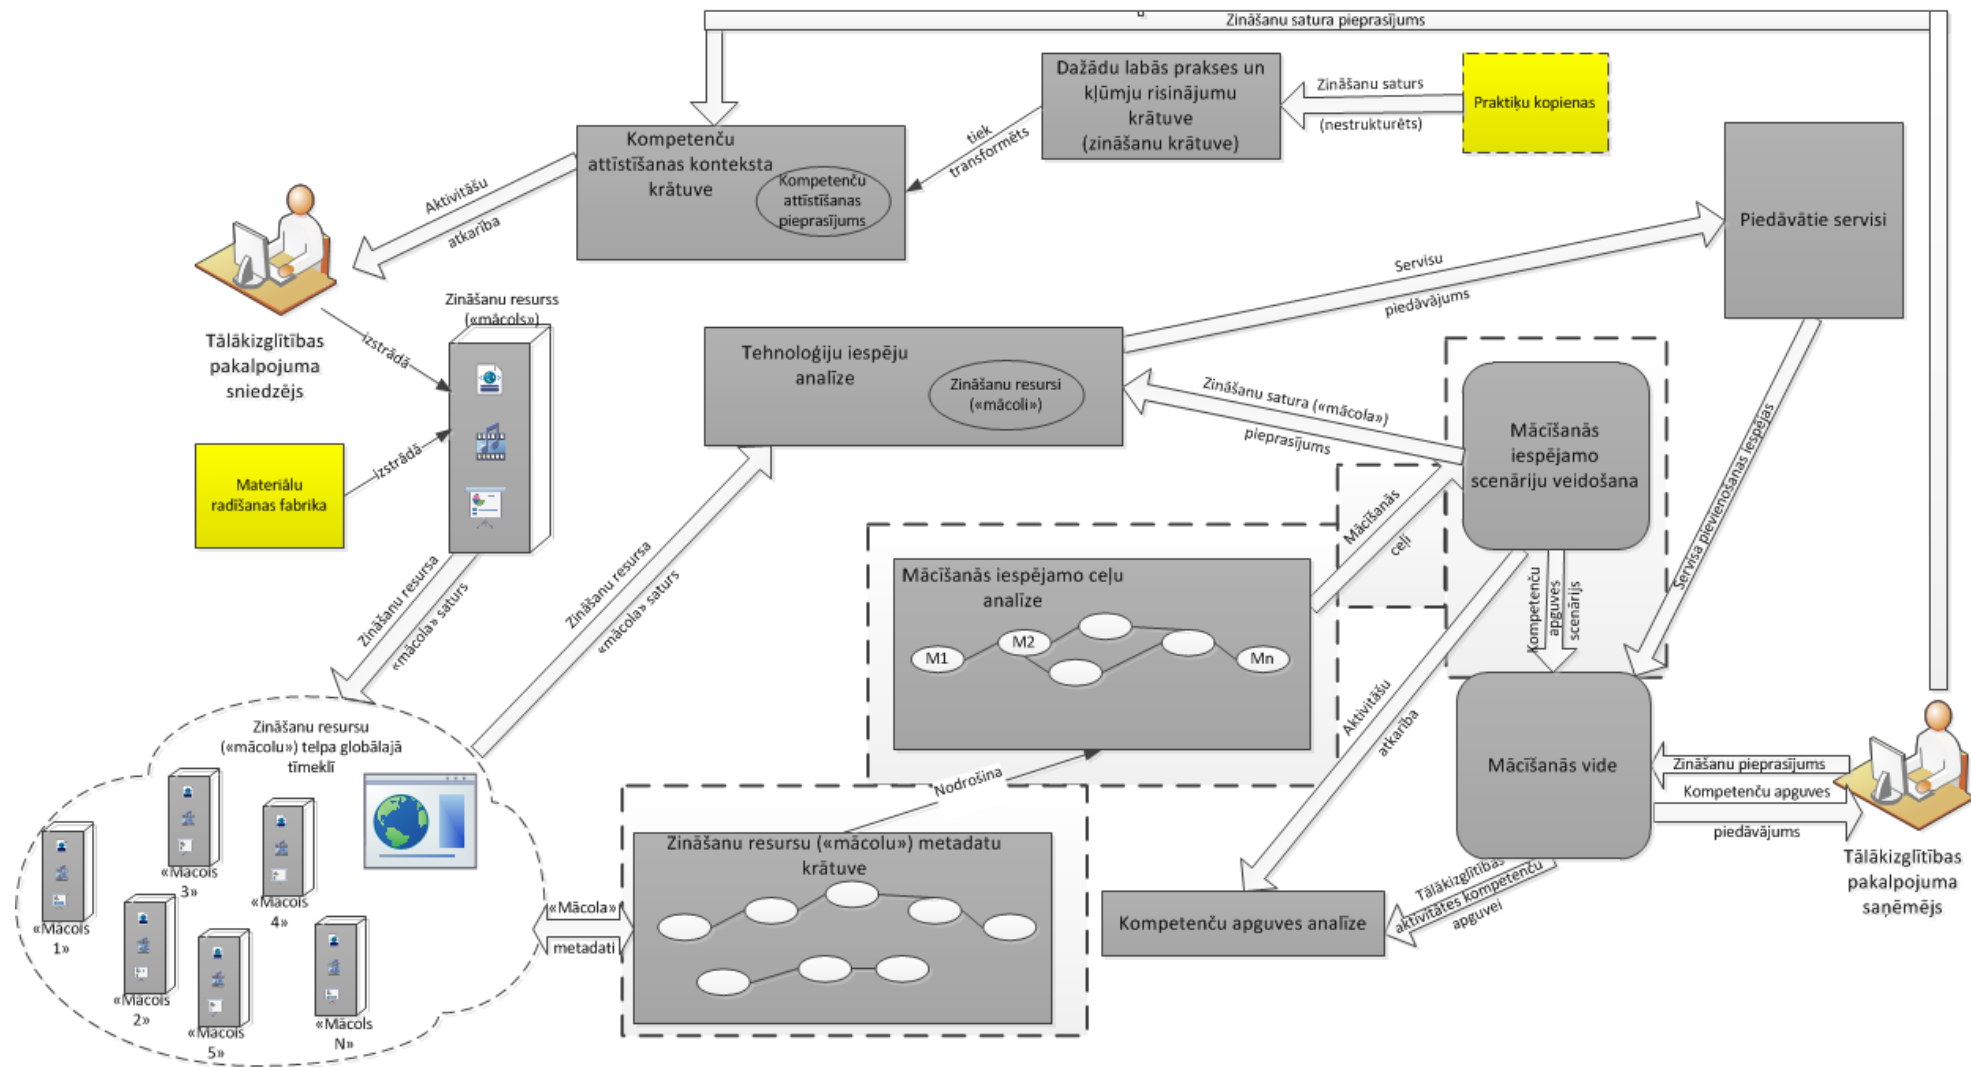 Zināšanu satura pieprasījums
Dažādu labās prakses un
kļūmju risinājumu
krātuve
(zināšanu krātuve)
Zināšanu saturs
(nestrukturēts)
Praktiķu kopienas
tiek
transformēts
Kompetenču
attīstīšanas konteksta
krātuve
Kompetenču
attīstīšanas
pieprasījums
Aktivitāšu
atkarība
Piedāvātie servisi
Tālākizglītības
pakalpojuma
sniedzējs
Zināšanu resurss
(«mācols»)
izstrādā
izstrādā
Materiālu
radīšanas fabrika
Tehnoloģiju iespēju
analīze
Zināšanu resursi
(«mācoli»)
Servisu
piedāvājums
Zināšanu satura («mācola»)
pieprasījums
Mācīšanās
iespējamo
scenāriju veidošana
Servisa pievienošanas iespējas
Mācīšanās
ceļi
Zināšanu resursa
«mācola» saturs
Zināšanu resursa
«mācola» saturs
Mācīšanās iespējamo ceļu
analīze
M1
M2
Mn
Kompetenču
apguves
scenārijs
Aktivitāšu
atkarība
Zināšanu resursu
(«mācolu») telpa globālajā
tīmeklī
«Mācols
1»
«Mācols
2»
«Mācols
3»
«Mācols
4»
«Mācols
5»
«Mācols
N»
«Mācola»
metadati
Nodrošina
Zināšanu resursu («mācolu») metadatu
krātuve
Mācīšanās vide
Zināšanu pieprasījums
Kompetenču apguves
piedāvājums
Tālākizglītības
pakalpojuma
saņēmējs
Tālākizglītības
aktivitātes kompetenču
apguvei
Kompetenču apguves analīze